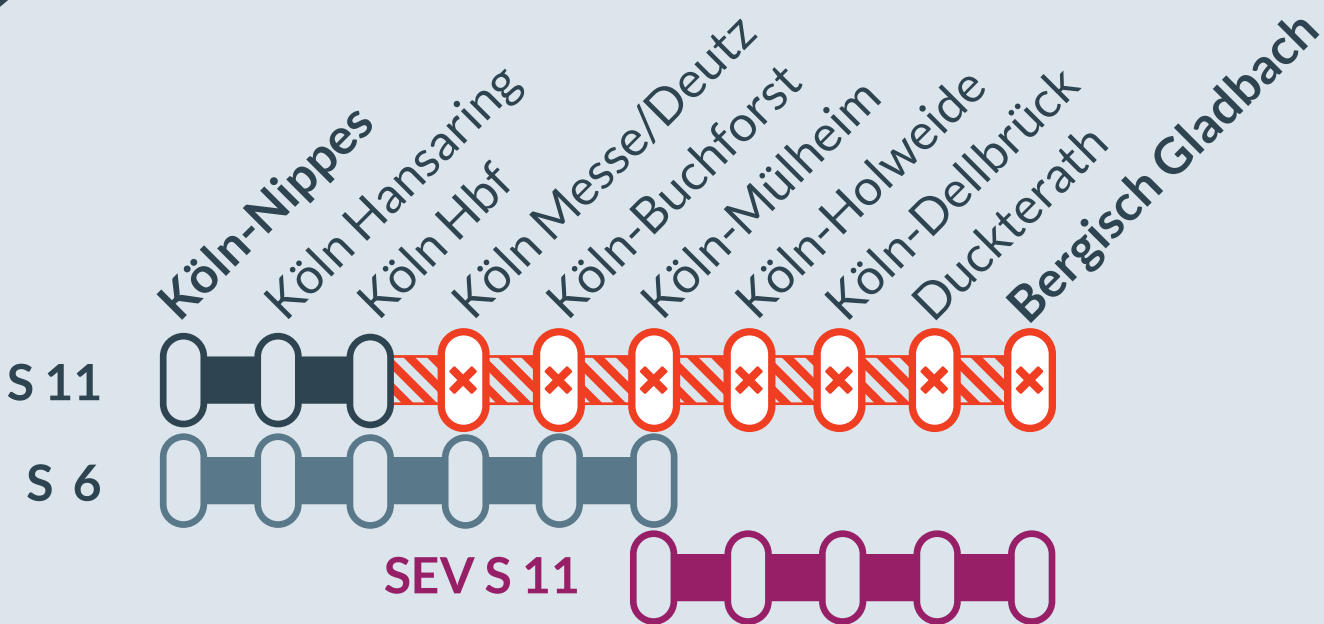 Köln-Nippes
Köln Hansaring
Köln Hbf
Köln Messe/Deutz
Köln-Buchforst
Köln-Mülheim
Köln-Holweide
Köln-Dellbrück
Duckterath
Bergisch Gladbach
S 11
S 6
SEV S 11